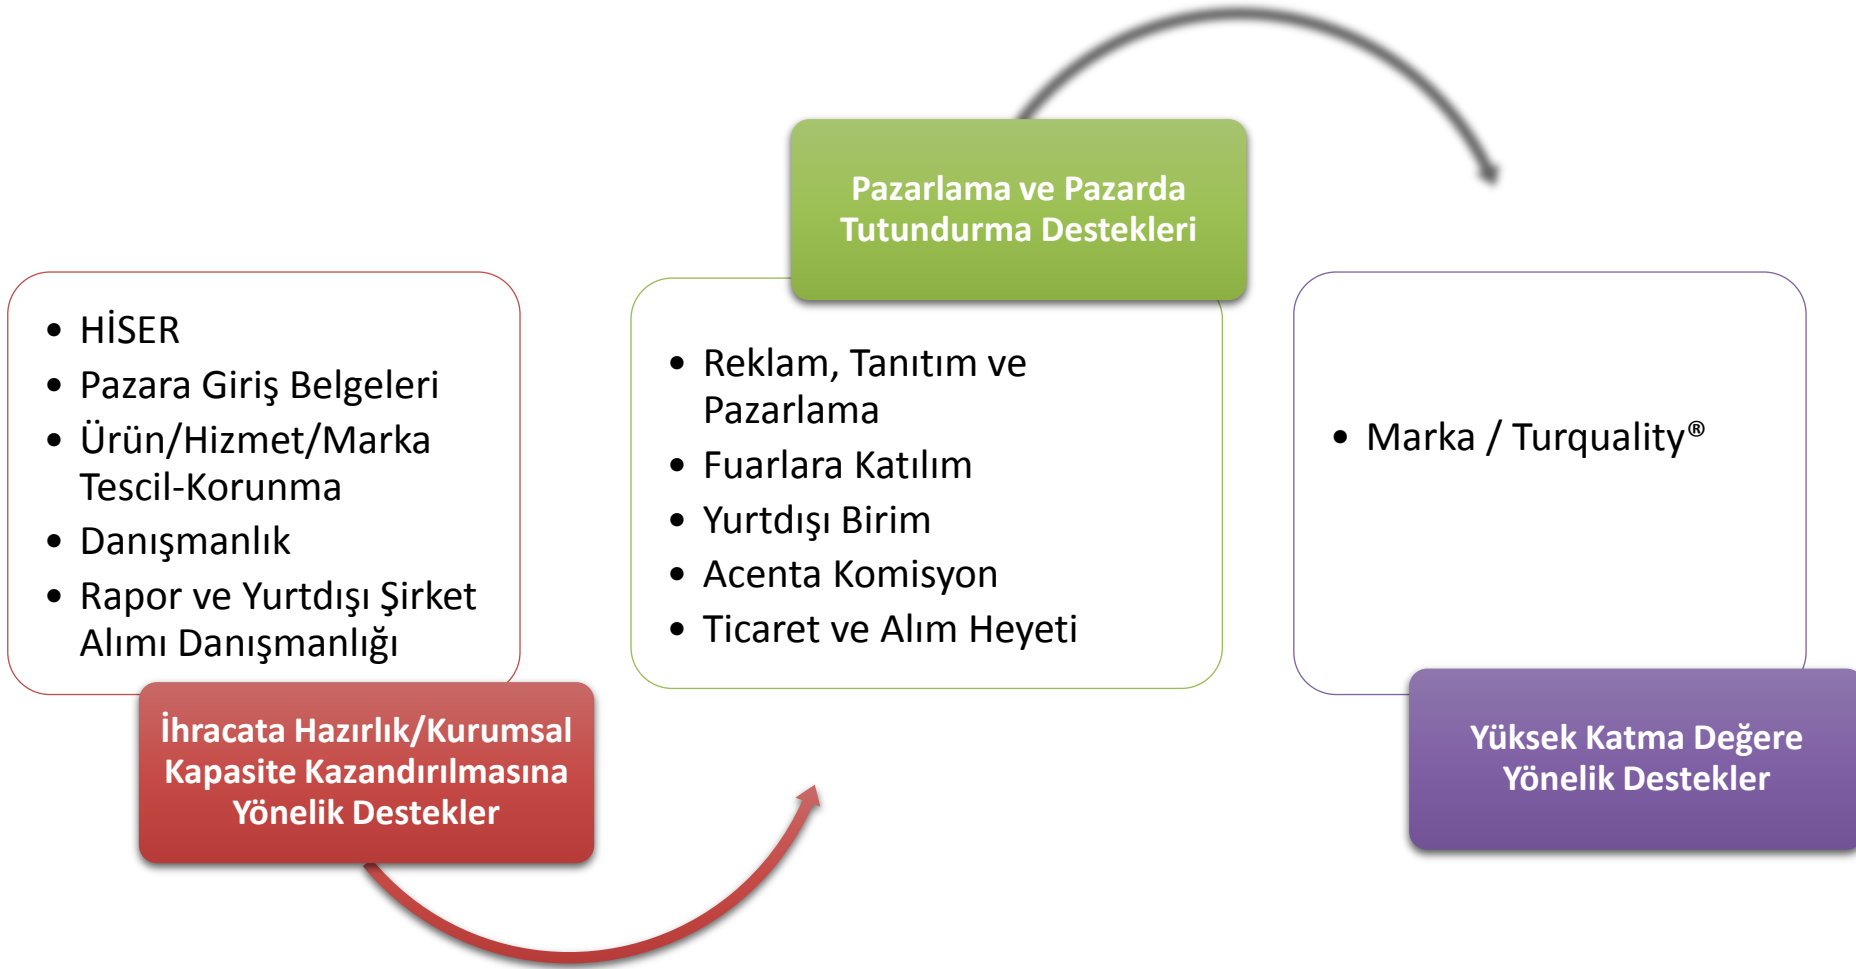 • HİSER
• Pazara Giriş Belgeleri
• Ürün/Hizmet/Marka
Tescil-Korunma
• Danışmanlık
• Rapor ve Yurtdışı Şirket
Alımı Danışmanlığı
İhracata Hazırlık/Kurumsal
Kapasite Kazandırılmasına
Yönelik Destekler
Pazarlama ve Pazarda
Tutundurma Destekleri
• Reklam, Tanıtım ve
Pazarlama
• Fuarlara Katılım
• Yurtdışı Birim
• Acenta Komisyon
• Ticaret ve Alım Heyeti
• Marka / Turquality®
Yüksek Katma Değere
Yönelik Destekler